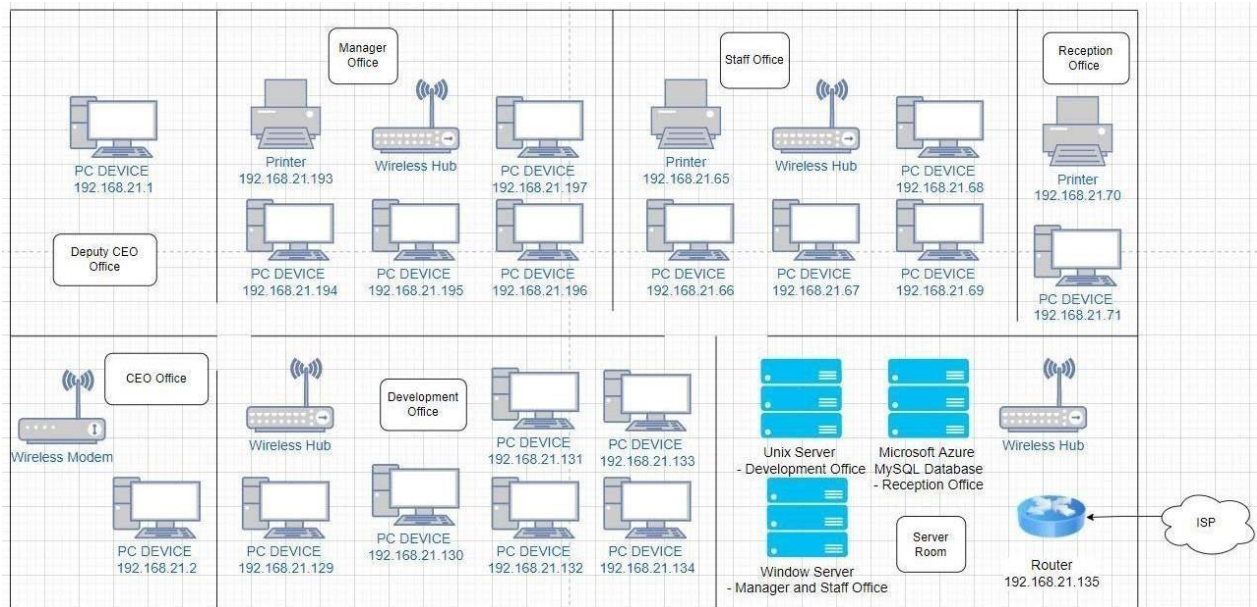 Manager
Office
Staff Office
Reception
Office
PC DEVICE
192.168.21.1
Printer
192.168.21.193
Wireless Hub
PC DEVICE
192.168.21.197
Printer
192.168.21.65
Wireless Hub
PC DEVICE
192.168.21.68
Printer
192.168.21.70
Deputy CEO
Office
PC DEVICE
192.168.21.194
PC DEVICE
192.168.21.195
PC DEVICE
192.168.21.196
PC DEVICE
192.168.21.66
PC DEVICE
192.168.21.67
PC DEVICE
192.168.21.69
PC DEVICE
192.168.21.71
CEO Office
Wireless Modem
PC DEVICE
192.168.21.2
Wireless Hub
Development
Office
PC DEVICE
192.168.21.131
PC DEVICE
192.168.21.133
PC DEVICE
192.168.21.129
PC DEVICE
192.168.21.130
PC DEVICE
192.168.21.132
PC DEVICE
192.168.21.134
Unix Server
- Development Office
Microsoft Azure
MySQL Database
- Reception Office
Wireless Hub
Window Server
- Manager and Staff Office
Server
Room
Router
192.168.21.135
ISP